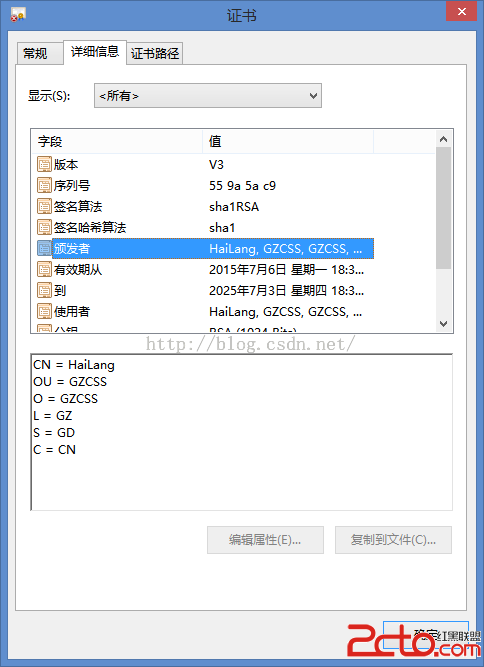 证书
常规 详细信息 证书路径
显示(S): <所有>
字段 值
版本 V3
序列号 55 9a 5a c9
签名算法 sha1RSA
签名哈希算法 sha1
颁发者 HaiLang, GZCSS, GZCSS, ...
有效期从 2015年7月6日 星期一 18:3...
到 2025年7月3日 星期四 18:3...
使用者 HaiLang, GZCSS, GZCSS, ...
公钥 RSA (1024 Bits)
http://blog.csdn.net/
CN = HaiLang
OU = GZCSS
O = GZCSS
L = GZ
S = GD
C = CN
编辑属性(E)... 复制到文件(C)...
确定
2cto.com
红黑联盟